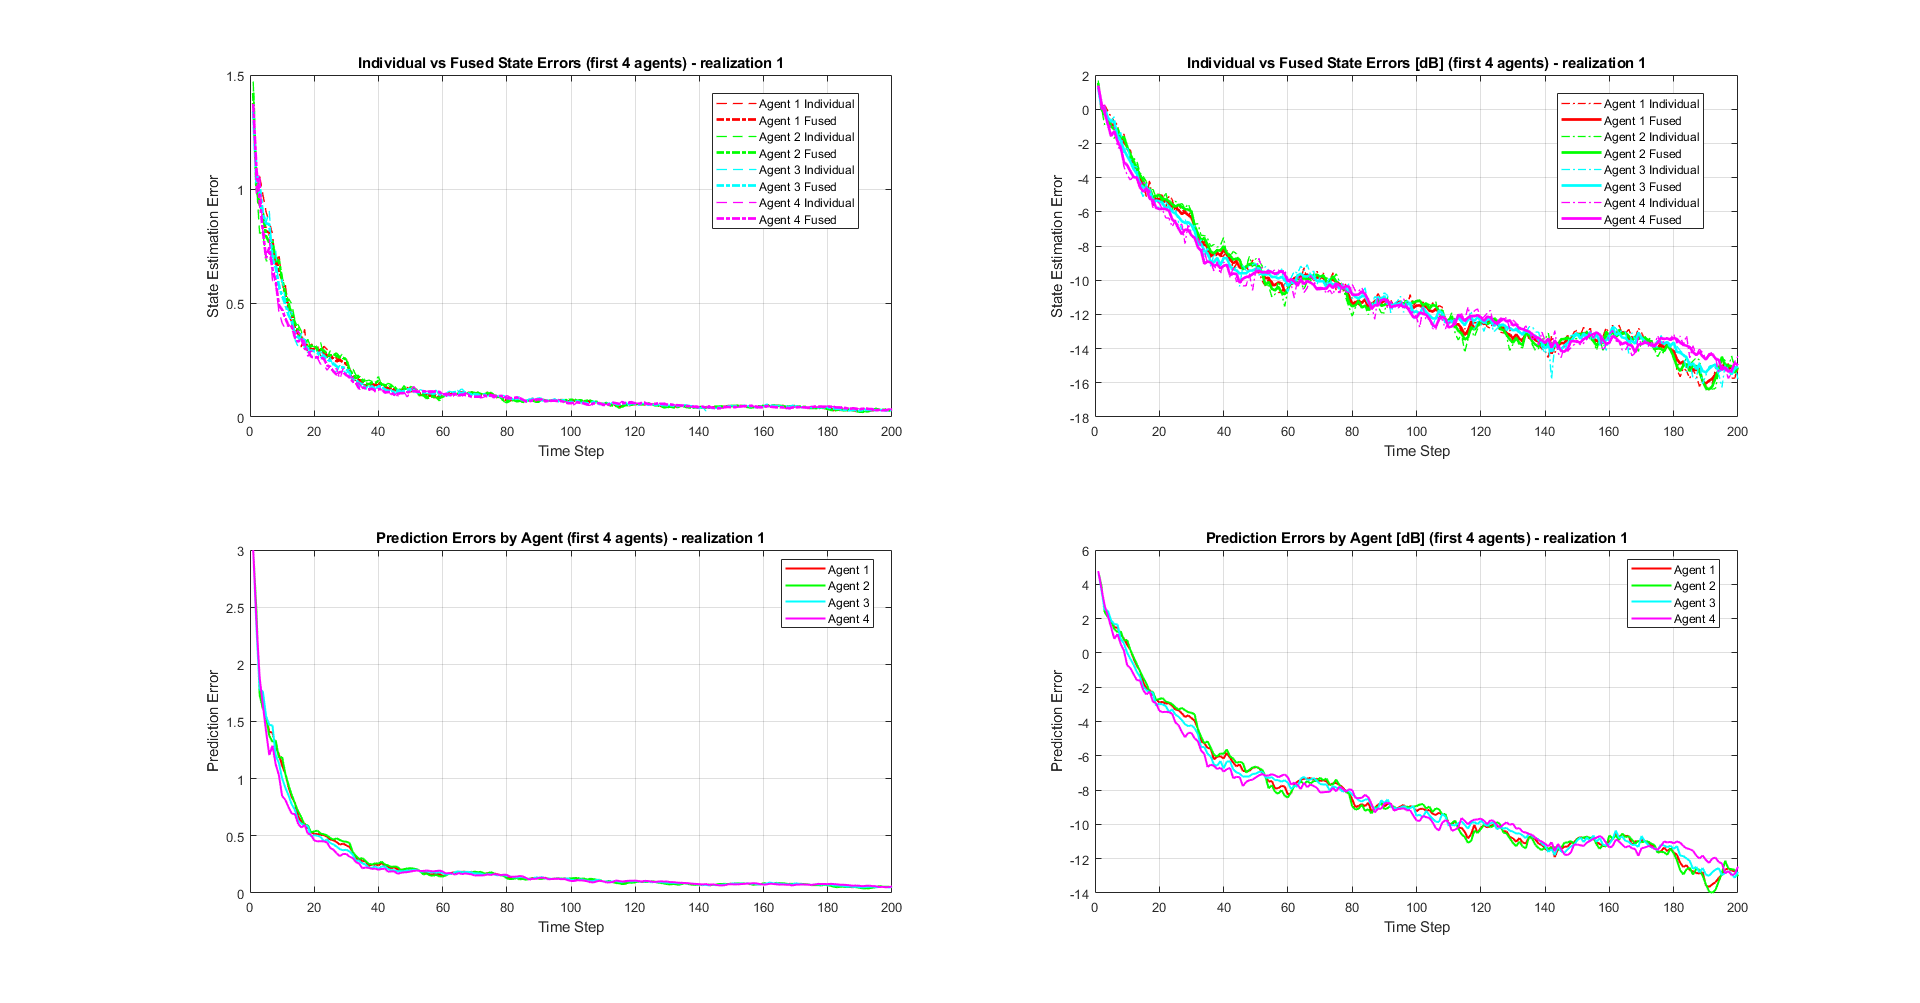 Individual vs Fused State Errors (first 4 agents) - realization 1
1.5
1
0.5
0
State Estimation Error
0 20 40 60 80 100 120 140 160 180 200
Time Step
Agent 1 Individual
Agent 1 Fused
Agent 2 Individual
Agent 2 Fused
Agent 3 Individual
Agent 3 Fused
Agent 4 Individual
Agent 4 Fused
Individual vs Fused State Errors [dB] (first 4 agents) - realization 1
2
0
-2
-4
-6
-8
-10
-12
-14
-16
-18
State Estimation Error
0 20 40 60 80 100 120 140 160 180 200
Time Step
Agent 1 Individual
Agent 1 Fused
Agent 2 Individual
Agent 2 Fused
Agent 3 Individual
Agent 3 Fused
Agent 4 Individual
Agent 4 Fused
Prediction Errors by Agent (first 4 agents) - realization 1
3
2.5
2
1.5
1
0.5
0
Prediction Error
0 20 40 60 80 100 120 140 160 180 200
Time Step
Agent 1
Agent 2
Agent 3
Agent 4
Prediction Errors by Agent [dB] (first 4 agents) - realization 1
6
4
2
0
-2
-4
-6
-8
-10
-12
-14
Prediction Error
0 20 40 60 80 100 120 140 160 180 200
Time Step
Agent 1
Agent 2
Agent 3
Agent 4